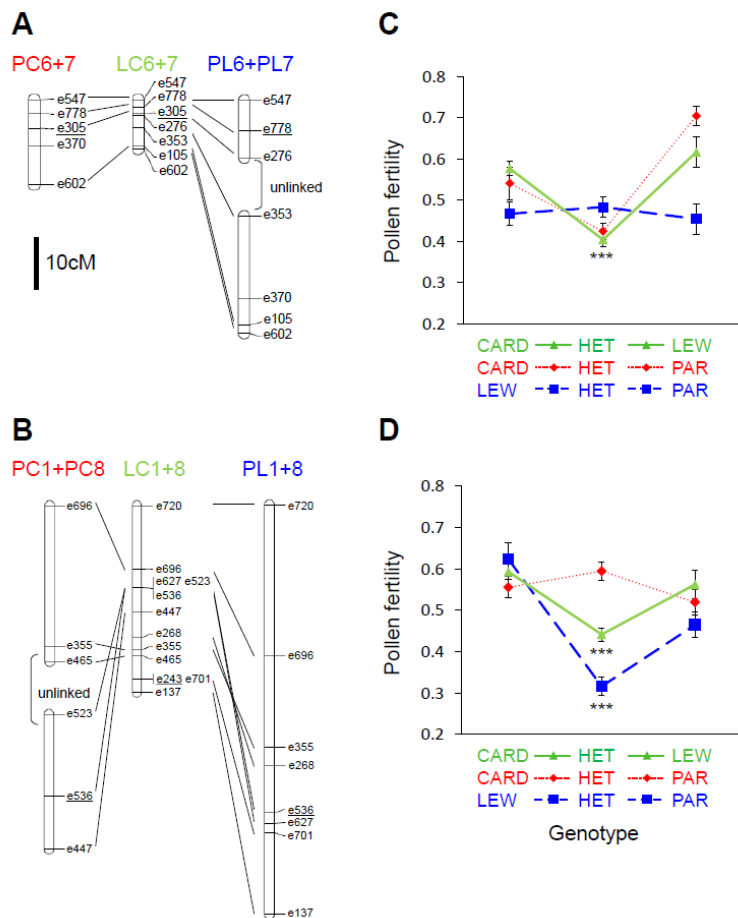 A
PC6+7 LC6+7 PL6+PL7
e547
e778
e305
e370
e602
e547
e778
e305
e276
e353
e105
e602
e547
e778
e276
unlinked
e353
e370
e105
e602
10cM
B
PC1+PC8 LC1+8 PL1+8
e696
e355
e465
unlinked
e523
e536
e447
e720
e696
e627 e523
e536
e447
e268
e355
e465
e243 e701
e137
e720
e696
e355
e268
e536
e627
e701
e137
C
Pollen fertility
0.8
0.7
0.6
0.5
0.4
0.3
0.2
***
CARD HET LEW
CARD HET PAR
LEW HET PAR
D
Pollen fertility
0.8
0.7
0.6
0.5
0.4
0.3
0.2
***
***
CARD HET LEW
CARD HET PAR
LEW HET PAR
Genotype